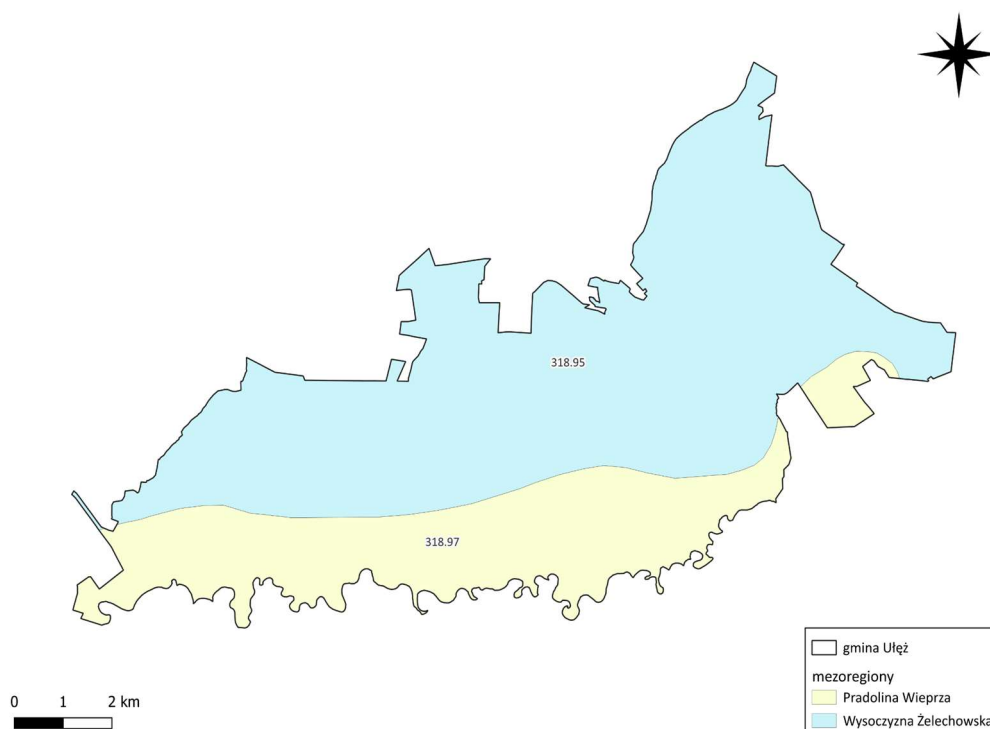 318.95
318.97
0 1 2 km
gmina Ułęż
mezoregiony
Pradolina Wieprza
Wysoczyzna Żelechowska